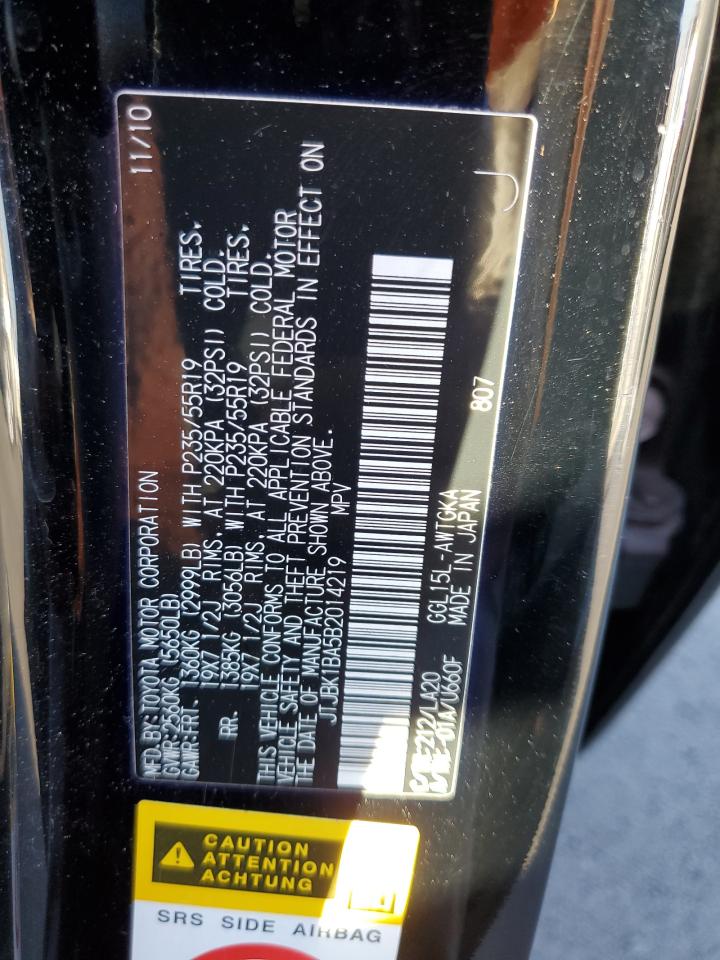 MFD.BY:TOYOTA MOTOR CORPORATION 11/10
GVWR:2560KG (5650LB)
GAWR:FRT. 1360KG (2999LB) WITH P235/55R19 TIRES,
19X7 1/2J RIMS, AT 220KPA (32PSI) COLD.
RR. 1385KG (3056LB) WITH P235/55R19 TIRES,
19X7 1/2J RIMS, AT 220KPA (32PSI) COLD.
THIS VEHICLE CONFORMS TO ALL APPLICABLE FEDERAL MOTOR
VEHICLE SAFETY AND THEFT PREVENTION STANDARDS IN EFFECT ON
THE DATE OF MANUFACTURE SHOWN ABOVE.
JTJBK1BA5B2014219 MPV
212/LA20 GGL15L-AWTGKA
01A/U660F MADE IN JAPAN 807
J
CAUTION
ATTENTION
ACHTUNG
SRS SIDE AIRBAG